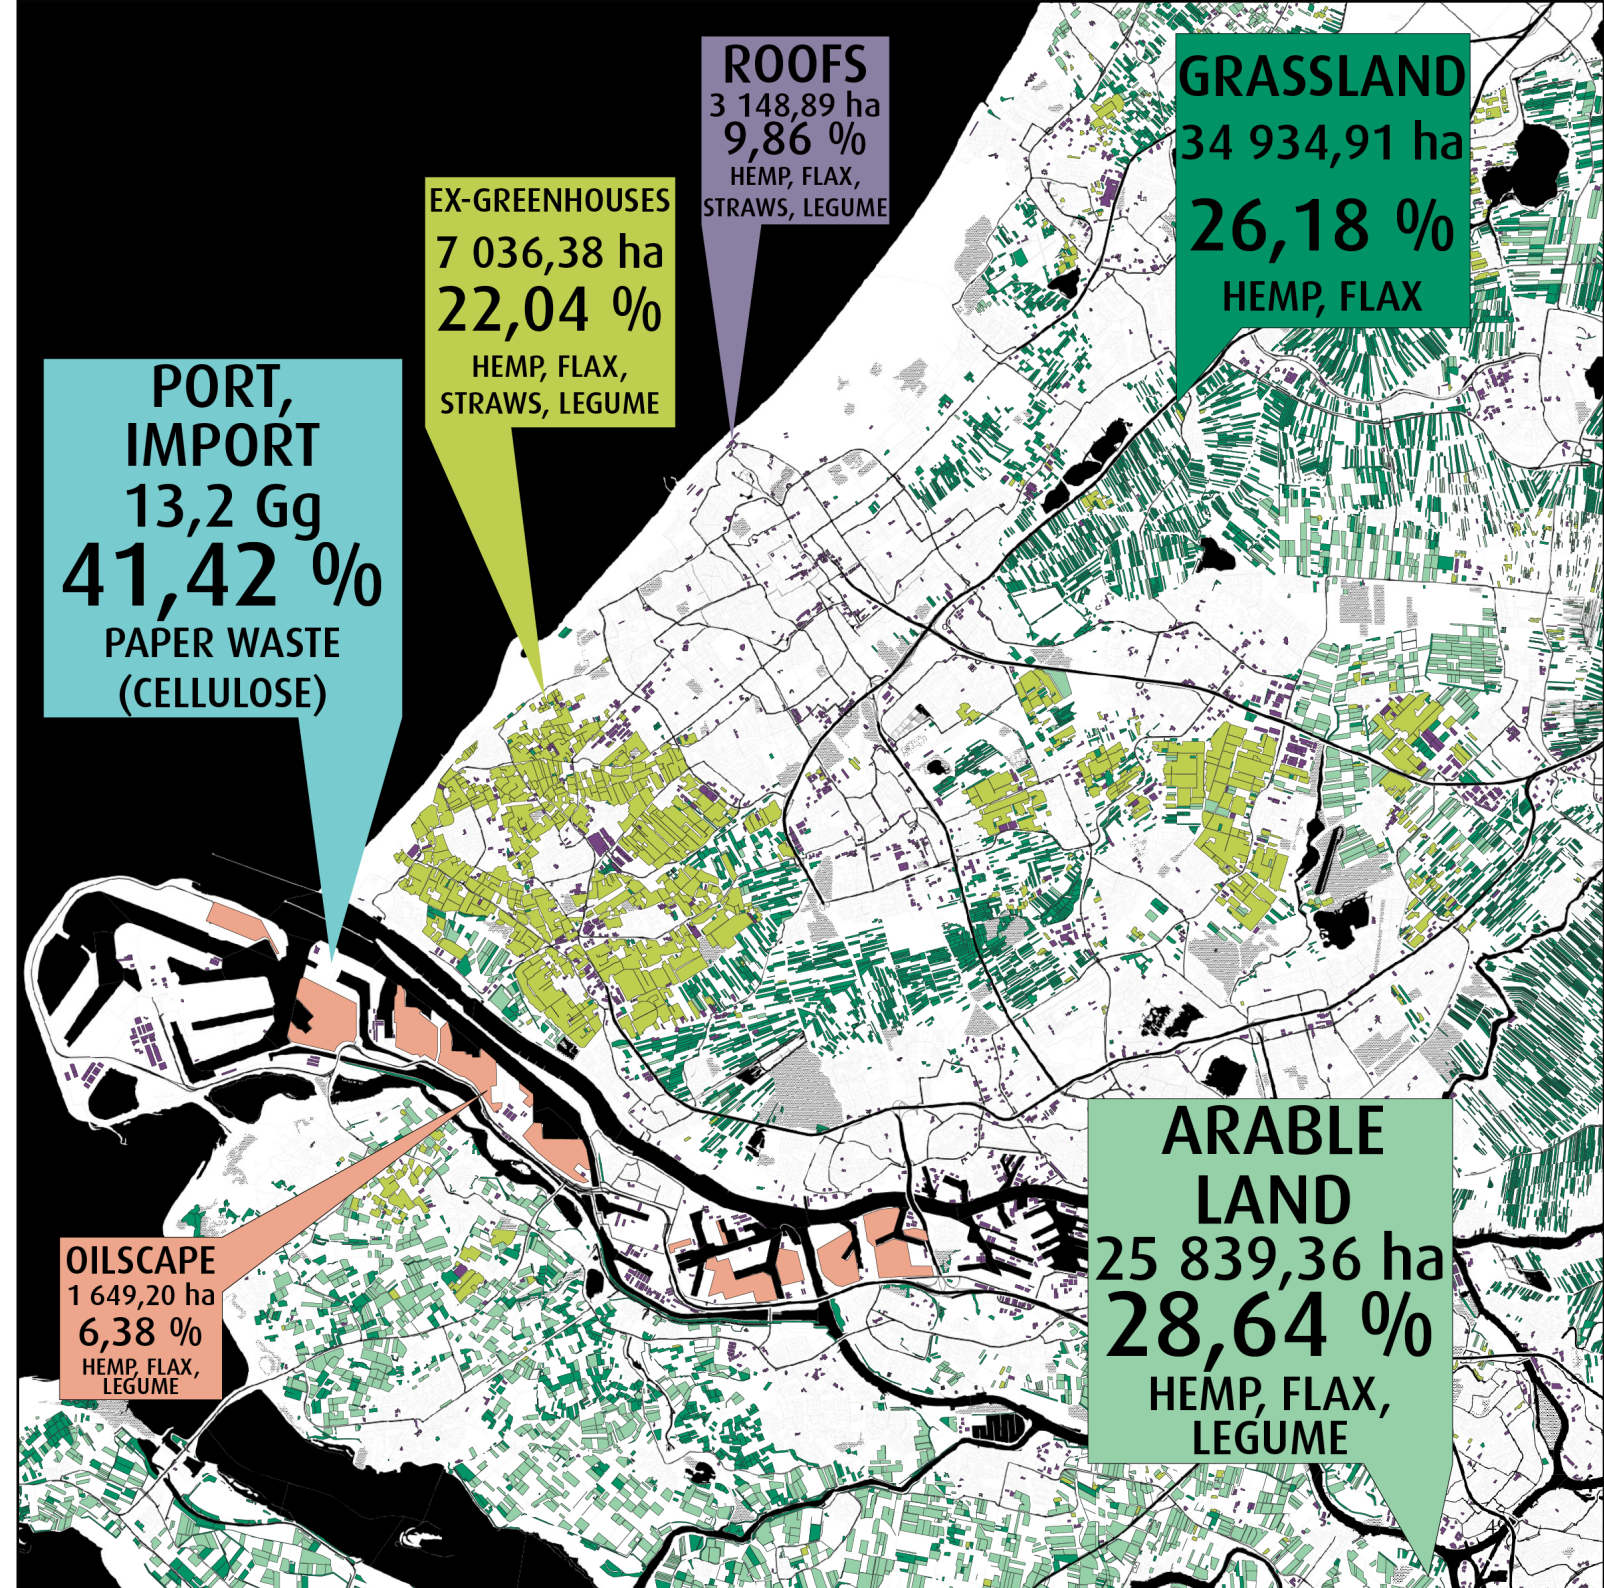 ROOFS
3 148,89 ha
9,86 %
HEMP, FLAX,
STRAWS, LEGUME
GRASSLAND
34 934,91 ha
26,18 %
HEMP, FLAX
EX-GREENHOUSES
7 036,38 ha
22,04 %
HEMP, FLAX,
STRAWS, LEGUME
PORT,
IMPORT
13,2 Gg
41,42 %
PAPER WASTE
(CELLULOSE)
ARABLE
LAND
25 839,36 ha
28,64 %
HEMP, FLAX,
LEGUME
OILSCAPE
1 649,20 ha
6,38 %
HEMP, FLAX,
LEGUME